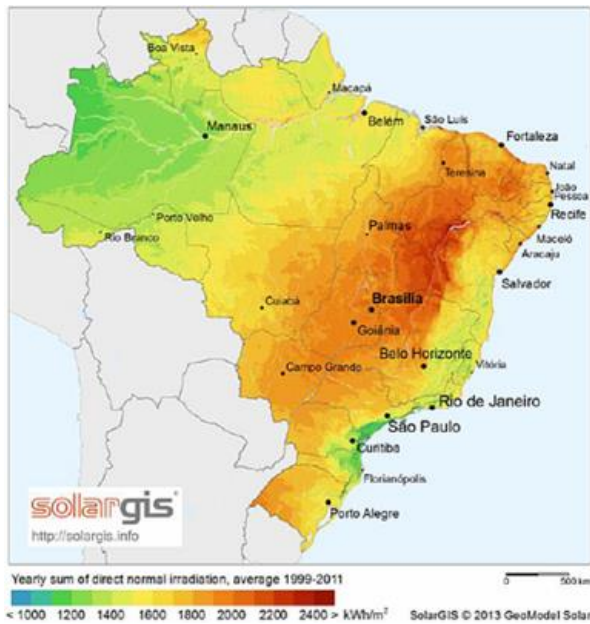 Boa Vista
Macapá
Belém
São Luís
Fortaleza
Manaus
Teresina
Natal
João
Pessoa
Recife
Porto Velho
Palmas
Maceió
Rio Branco
Aracaju
Salvador
Cuiabá
Brasilia
Goiânia
Belo Horizonte
Campo Grande
Vitória
Rio de Janeiro
São Paulo
Curitiba
Florianópolis
Porto Alegre
solargis
http://solargis.info
Yearly sum of direct normal irradiation, average 1999-2011
0 500 km
< 1000 1200 1400 1600 1800 2000 2200 2400 > kWh/m²
SolarGIS © 2013 GeoModel Solar